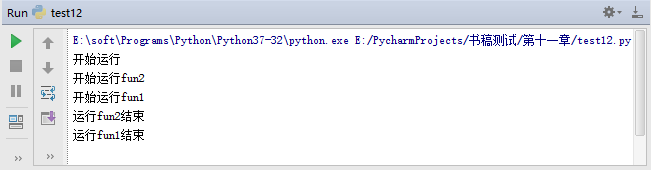 Run test12
E:\soft\Programs\Python\Python37-32\python.exe E:/PycharmProjects/书稿测试/第十一章/test12.py
开始运行
开始运行fun2
开始运行fun1
运行fun2结束
运行fun1结束